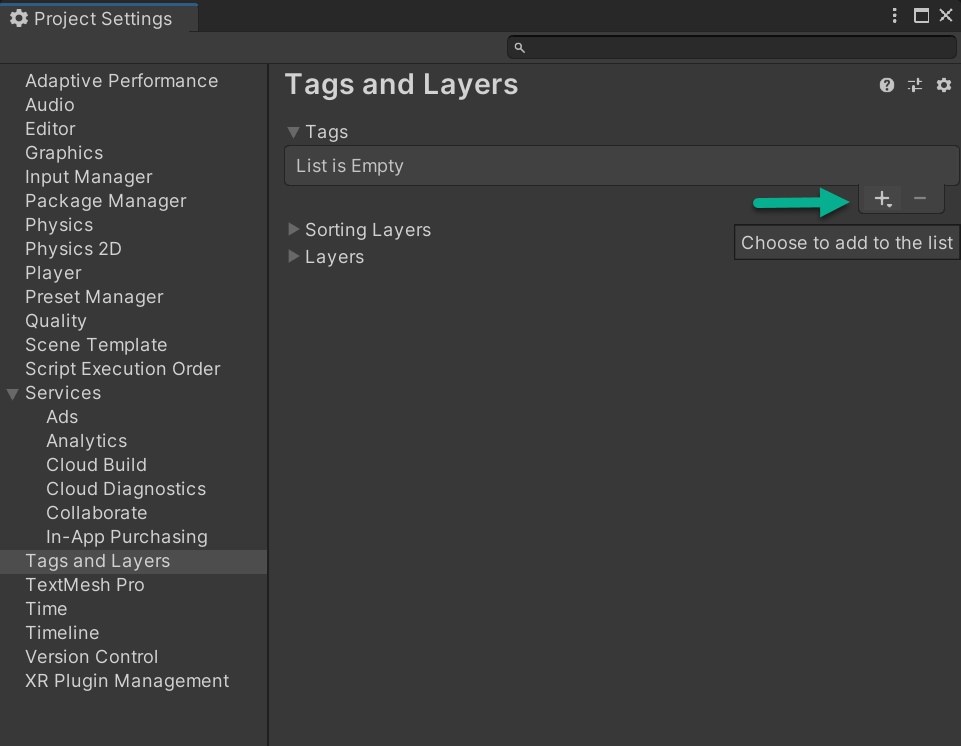 Project Settings
Adaptive Performance
Audio
Editor
Graphics
Input Manager
Package Manager
Physics
Physics 2D
Player
Preset Manager
Quality
Scene Template
Script Execution Order
Services
Ads
Analytics
Cloud Build
Cloud Diagnostics
Collaborate
In-App Purchasing
Tags and Layers
TextMesh Pro
Time
Timeline
Version Control
XR Plugin Management
Tags and Layers
Tags
List is Empty
Sorting Layers
Layers
Choose to add to the list